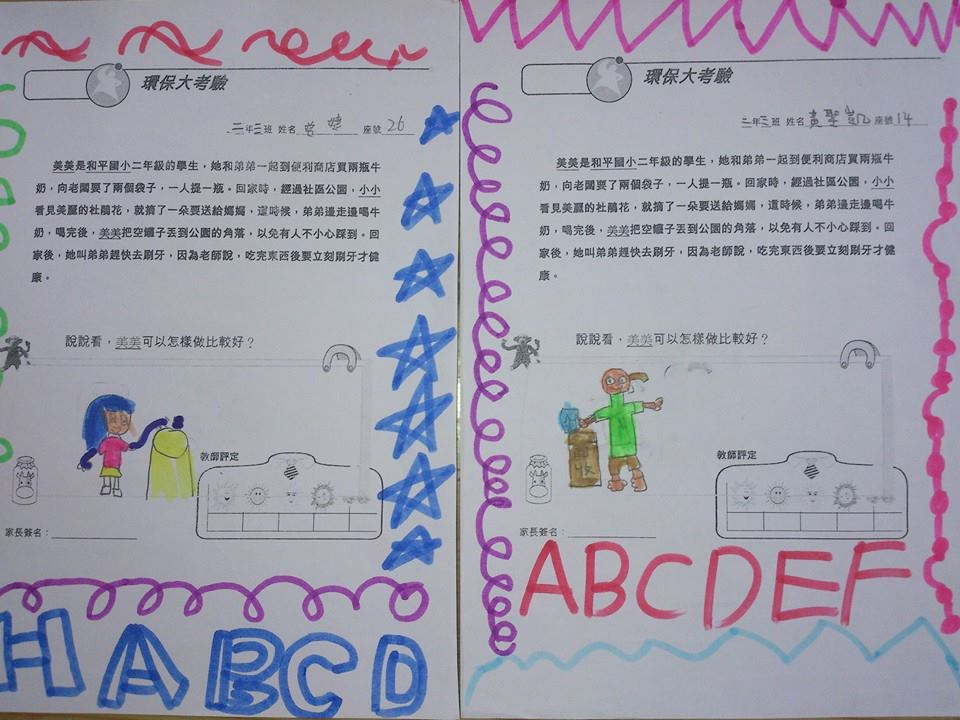 環保大考驗
年三班 姓名 座號 26
美美是和平國小二年級的學生,她和弟弟一起到便利商店買兩瓶牛
奶,向老闆要了兩個袋子,一人提一瓶。回家時,經過社區公園,小小
看見美麗的杜鵑花,就摘了一朵要送給媽媽,這時候,弟弟邊走邊喝牛
奶,喝完後,美美把空罐子丟到公園的角落,以免有人不小心踩到。回
家後,她叫弟弟趕快去刷牙,因為老師說,吃完東西後要立刻刷牙才健
康。
說說看,美美可以怎樣做比較好?
教師評定
家長簽名:
HABCD
環保大考驗
三年三班 姓名 黃聖凱 座號 14
美美是和平國小二年級的學生,她和弟弟一起到便利商店買兩瓶牛
奶,向老闆要了兩個袋子,一人提一瓶。回家時,經過社區公園,小小
看見美麗的杜鵑花,就摘了一朵要送給媽媽,這時候,弟弟邊走邊喝牛
奶,喝完後,美美把空罐子丟到公園的角落,以免有人不小心踩到。回
家後,她叫弟弟趕快去刷牙,因為老師說,吃完東西後要立刻刷牙才健
康。
說說看,美美可以怎樣做比較好?
回收
教師評定
家長簽名:
ABCDEF